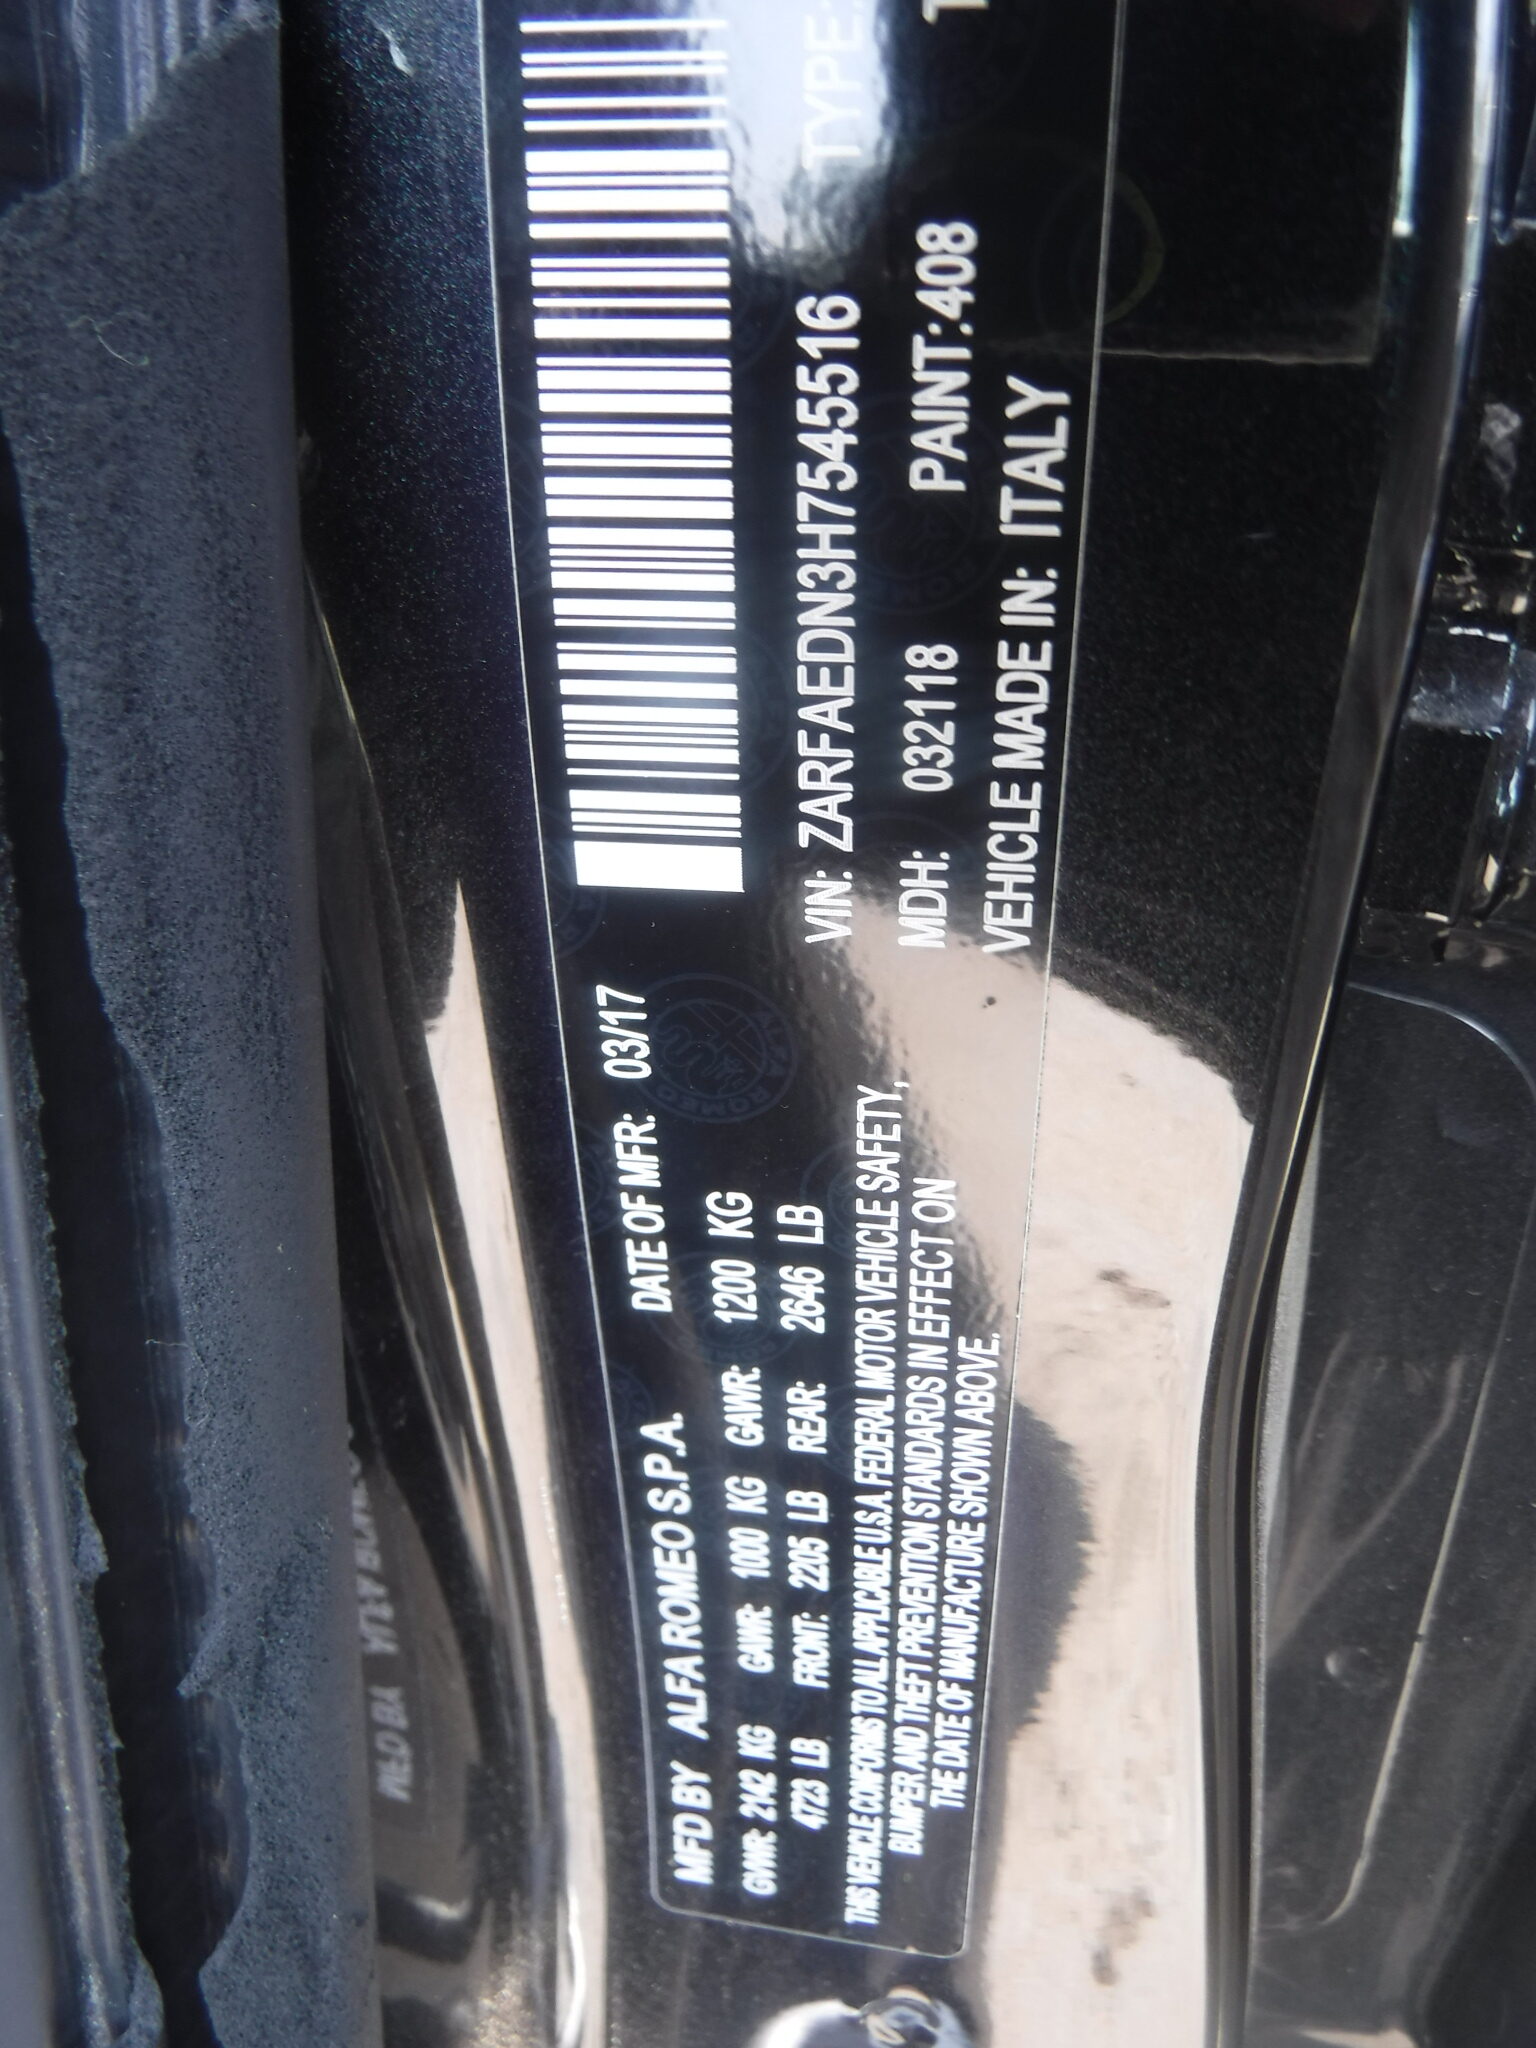 MFD BY ALFA ROMEO S.P.A. DATE OF MFR: 03/17
GVWR: 2142 KG GAWR: 1000 KG GAWR: 1200 KG
4723 LB FRONT: 2205 LB REAR: 2646 LB
THIS VEHICLE CONFORMS TO ALL APPLICABLE U.S.A. FEDERAL MOTOR VEHICLE SAFETY,
BUMPER AND THEFT PREVENTION STANDARDS IN EFFECT ON
THE DATE OF MANUFACTURE SHOWN ABOVE.
VIN: ZARFAEDN3H7545516 TYPE:
MDH: 032118 PAINT:408
VEHICLE MADE IN: ITALY
ALFA ROMEO